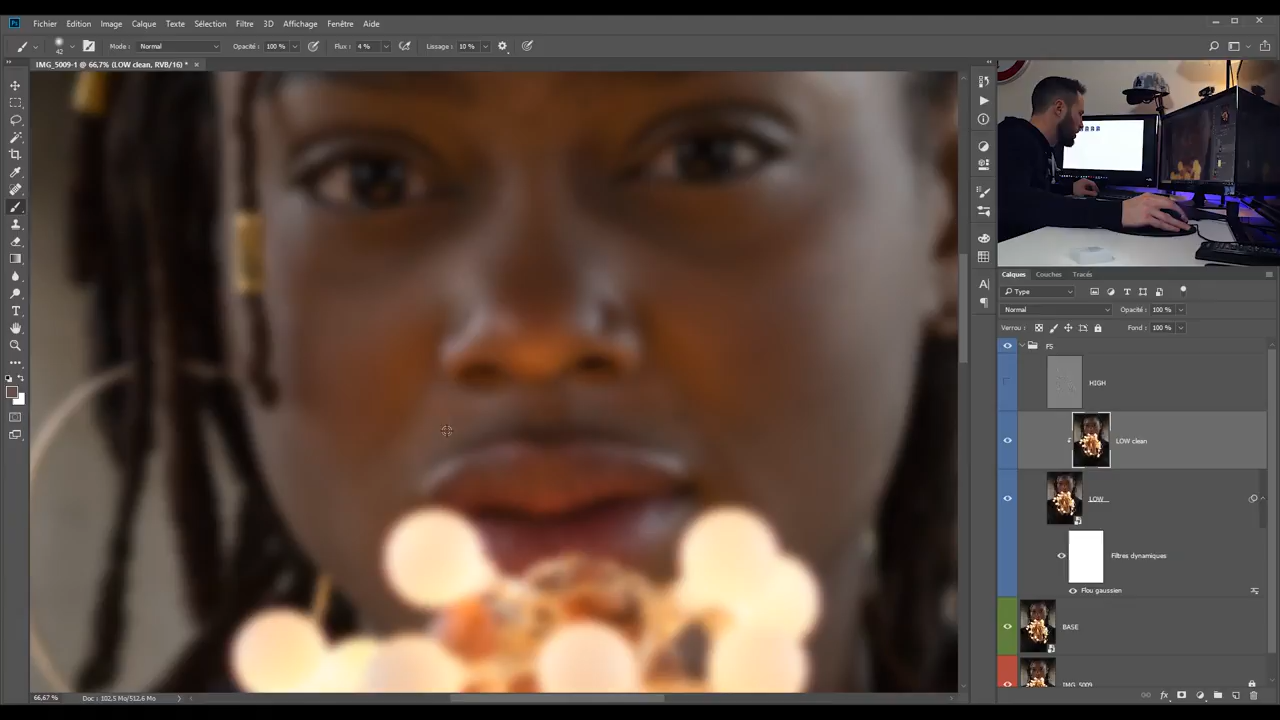 Ps Fichier Edition Image Calque Texte Sélection Filtre 3D Affichage Fenêtre Aide
42 Mode : Normal Opacité : 100 % Flux : 4 % Lissage : 10 %
IMG_5009-1 @ 66,7% (LOW clean, RVB/16) *
Calques Couches Tracés
Type
Normal Opacité : 100 %
Verrou : Fond : 100 %
FS
HIGH
LOW clean
LOW
Filtres dynamiques
Flou gaussien
BASE
IMG_5009
66,67 % Doc : 102,5 Mo/512,6 Mo